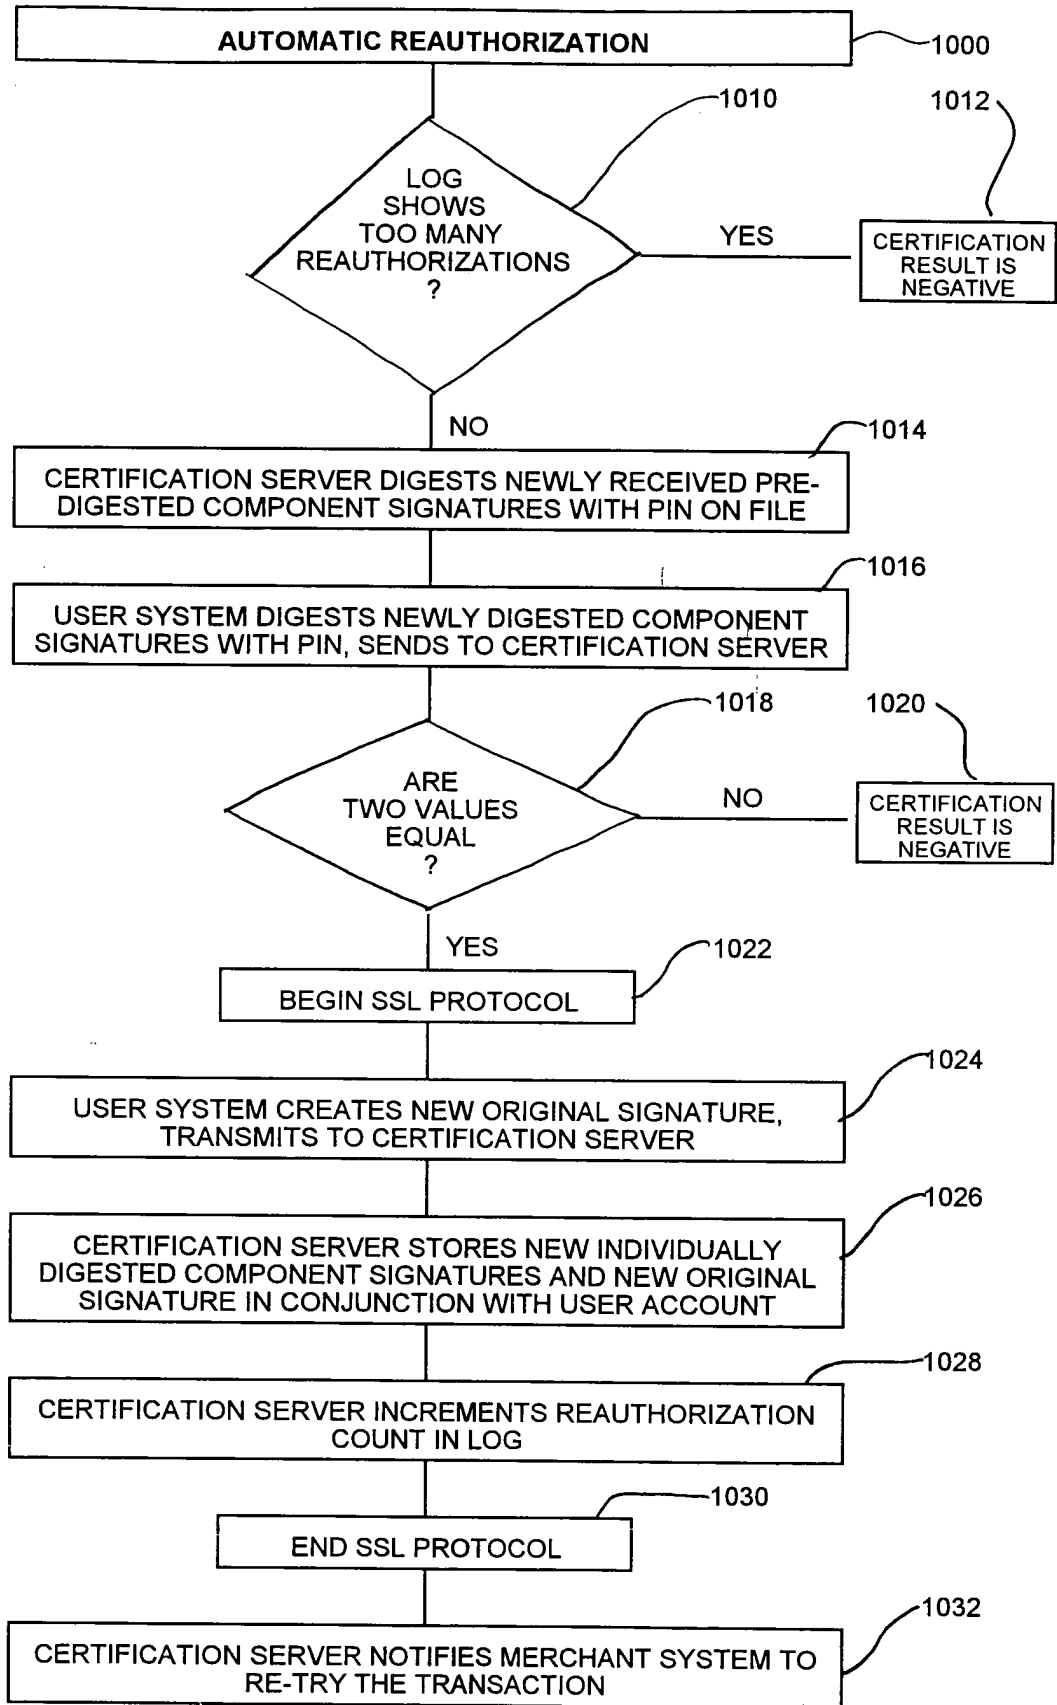 AUTOMATIC REAUTHORIZATION
1000
1010
1012
LOG
SHOWS
TOO MANY
REAUTHORIZATIONS
?
YES
CERTIFICATION
RESULT IS
NEGATIVE
NO
1014
CERTIFICATION SERVER DIGESTS NEWLY RECEIVED PRE-
DIGESTED COMPONENT SIGNATURES WITH PIN ON FILE
1016
USER SYSTEM DIGESTS NEWLY DIGESTED COMPONENT
SIGNATURES WITH PIN, SENDS TO CERTIFICATION SERVER
1018
1020
ARE
TWO VALUES
EQUAL
?
NO
CERTIFICATION
RESULT IS
NEGATIVE
YES
1022
BEGIN SSL PROTOCOL
1024
USER SYSTEM CREATES NEW ORIGINAL SIGNATURE,
TRANSMITS TO CERTIFICATION SERVER
1026
CERTIFICATION SERVER STORES NEW INDIVIDUALLY
DIGESTED COMPONENT SIGNATURES AND NEW ORIGINAL
SIGNATURE IN CONJUNCTION WITH USER ACCOUNT
1028
CERTIFICATION SERVER INCREMENTS REAUTHORIZATION
COUNT IN LOG
1030
END SSL PROTOCOL
1032
CERTIFICATION SERVER NOTIFIES MERCHANT SYSTEM TO
RE-TRY THE TRANSACTION